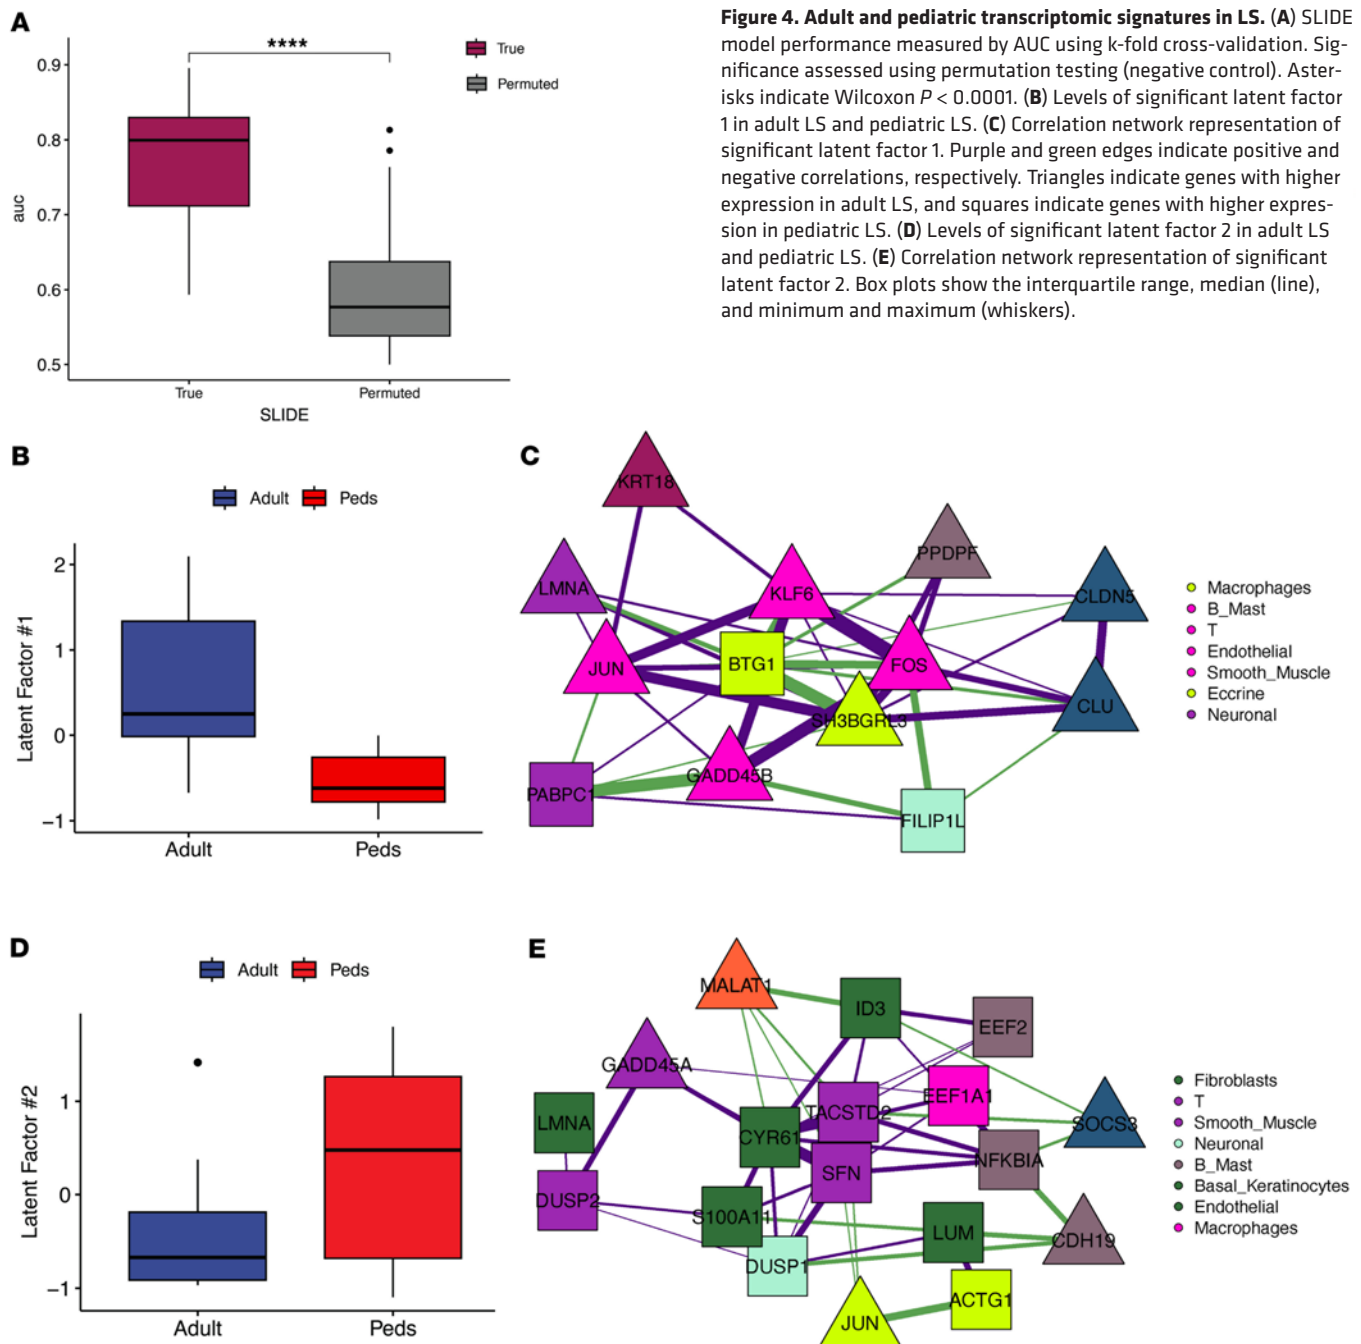 A
****
True
Permuted
0.9
0.8
0.7
0.6
0.5
auc
True
Permuted
SLIDE
Figure 4. Adult and pediatric transcriptomic signatures in LS. (A) SLIDE
model performance measured by AUC using k-fold cross-validation. Sig-
nificance assessed using permutation testing (negative control). Aster-
isks indicate Wilcoxon P < 0.0001. (B) Levels of significant latent factor
1 in adult LS and pediatric LS. (C) Correlation network representation of
significant latent factor 1. Purple and green edges indicate positive and
negative correlations, respectively. Triangles indicate genes with higher
expression in adult LS, and squares indicate genes with higher expres-
sion in pediatric LS. (D) Levels of significant latent factor 2 in adult LS
and pediatric LS. (E) Correlation network representation of significant
latent factor 2. Box plots show the interquartile range, median (line),
and minimum and maximum (whiskers).
B
Adult
Peds
2
1
0
−1
Latent Factor #1
Adult
Peds
C
KRT18
PPDPF
LMNA
KLF6
CLDN5
JUN
BTG1
FOS
SH3BGRL3
CLU
GADD45B
PABPC1
FILIP1L
Macrophages
B_Mast
T
Endothelial
Smooth_Muscle
Eccrine
Neuronal
D
Adult
Peds
1
0
−1
Latent Factor #2
Adult
Peds
E
MALAT1
ID3
EEF2
GADD45A
EEF1A1
TACSTD2
LMNA
CYR61
SOCS3
SFN
NFKBIA
DUSP2
S100A11
LUM
CDH19
DUSP1
ACTG1
JUN
Fibroblasts
T
Smooth_Muscle
Neuronal
B_Mast
Basal_Keratinocytes
Endothelial
Macrophages